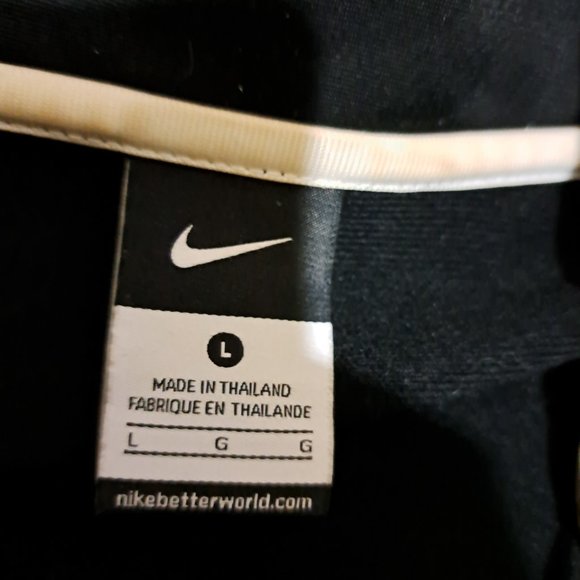 L
MADE IN THAILAND
FABRIQUE EN THAILANDE
L G G
nikebetterworld.com